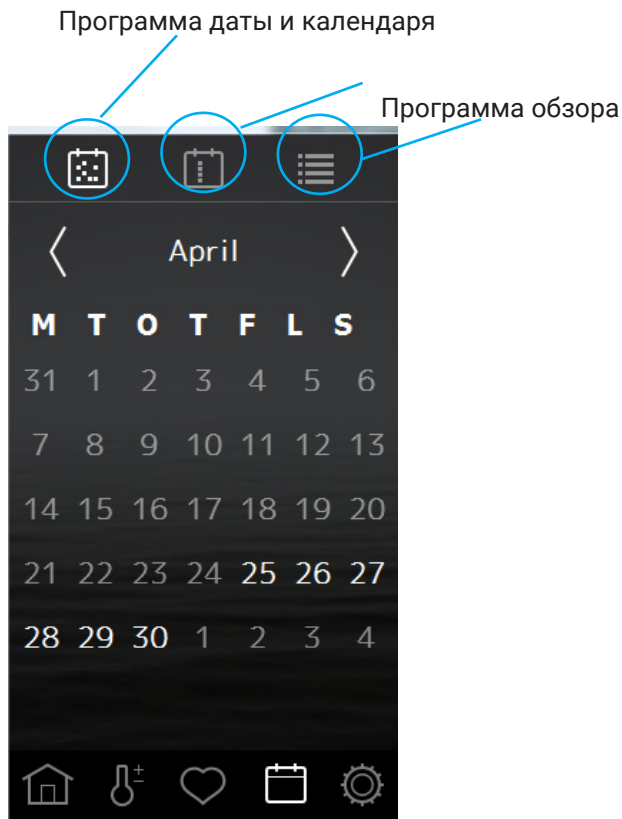 Программа даты и календаря
Программа обзора
April
M T O T F L S
31 1 2 3 4 5 6
7 8 9 10 11 12 13
14 15 16 17 18 19 20
21 22 23 24 25 26 27
28 29 30 1 2 3 4